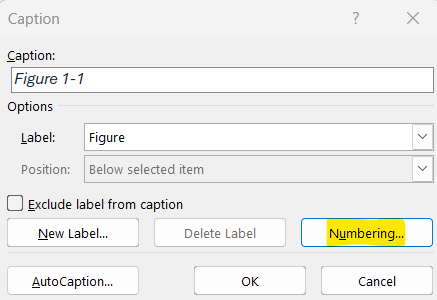 Caption ?
Caption:
Figure 1-1
Options
Label: Figure
Position: Below selected item
Exclude label from caption
New Label... Delete Label Numbering...
AutoCaption... OK Cancel